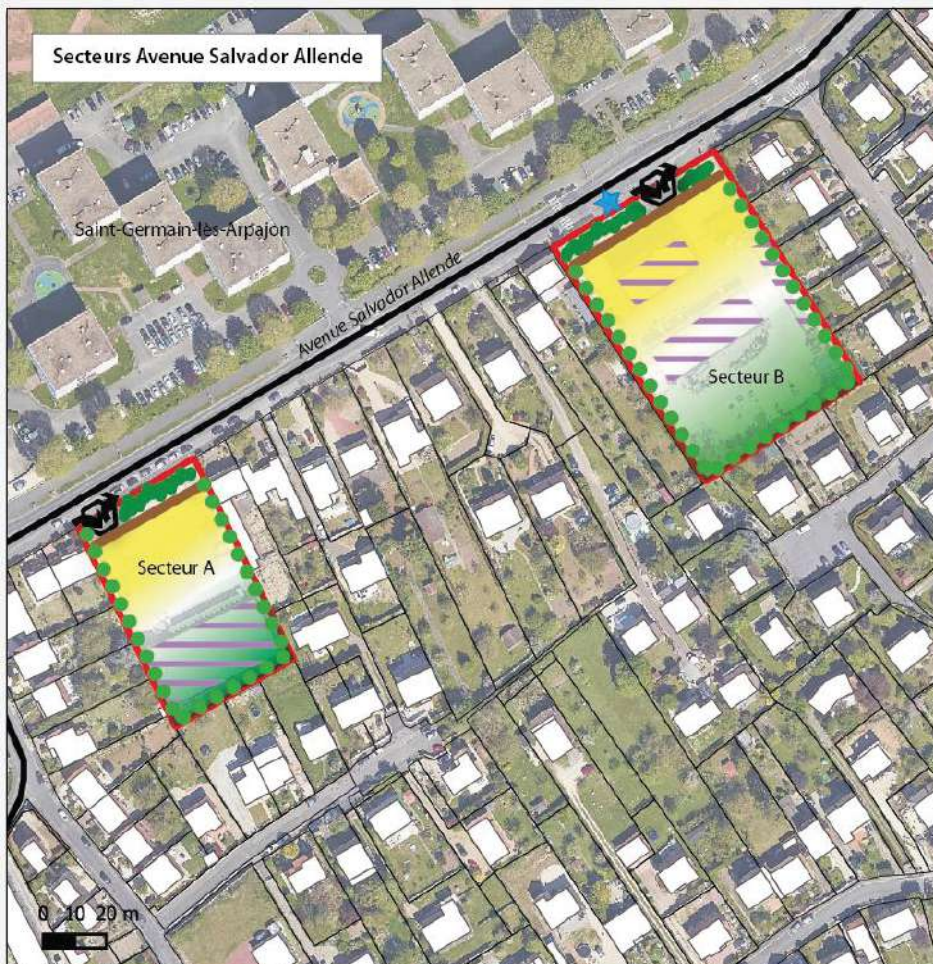 Secteurs Avenue Salvador Allende
Saint-Germain-lès-Arpajon
Avenue Salvador Allende
Secteur B
Secteur A
0 10 20 m